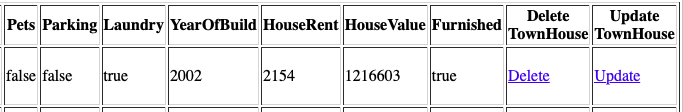 Pets Parking Laundry YearOfBuild HouseRent HouseValue Furnished Delete TownHouse Update TownHouse
false false true 2002 2154 1216603 true Delete Update